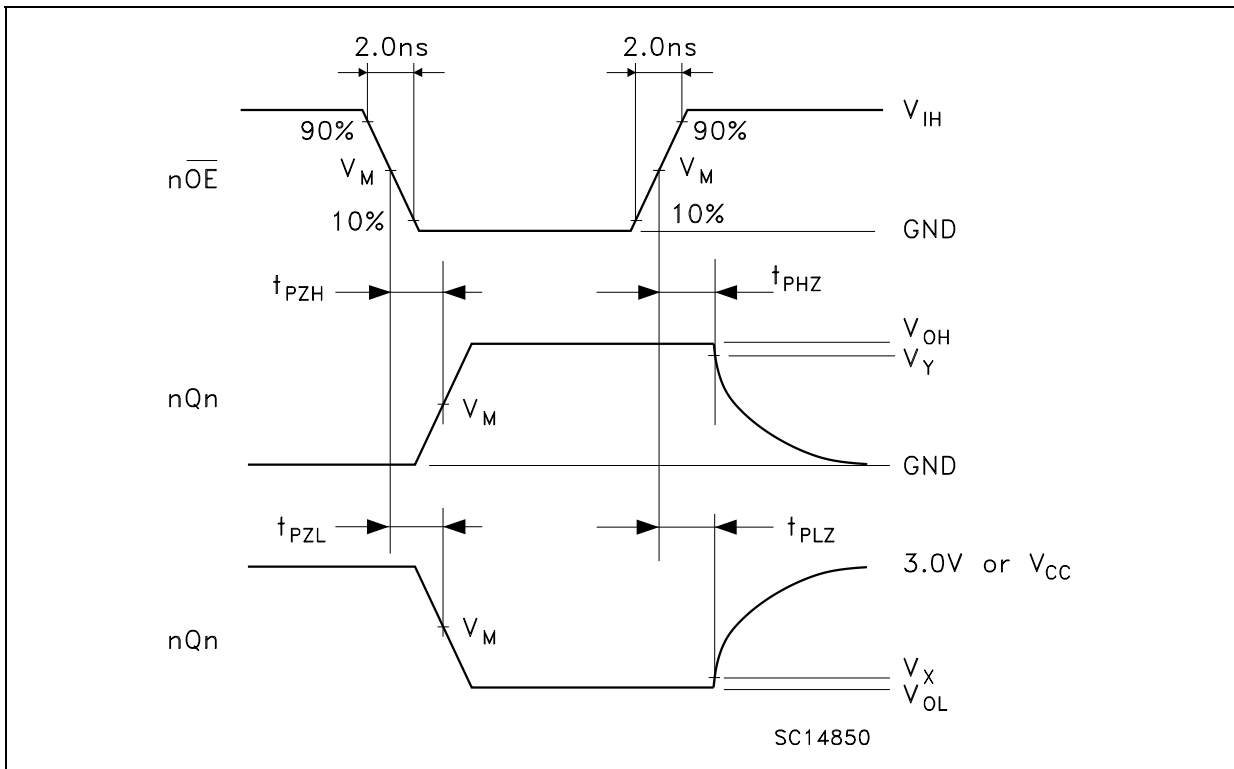 2.0ns 2.0ns
V_IH
90% 90%
nO̅E̅ V_M V_M
10% 10%
GND
t_PZH t_PHZ
V_OH
V_Y
nQn V_M
GND
t_PZL t_PLZ
3.0V or V_CC
nQn V_M
V_X
V_OL
SC14850